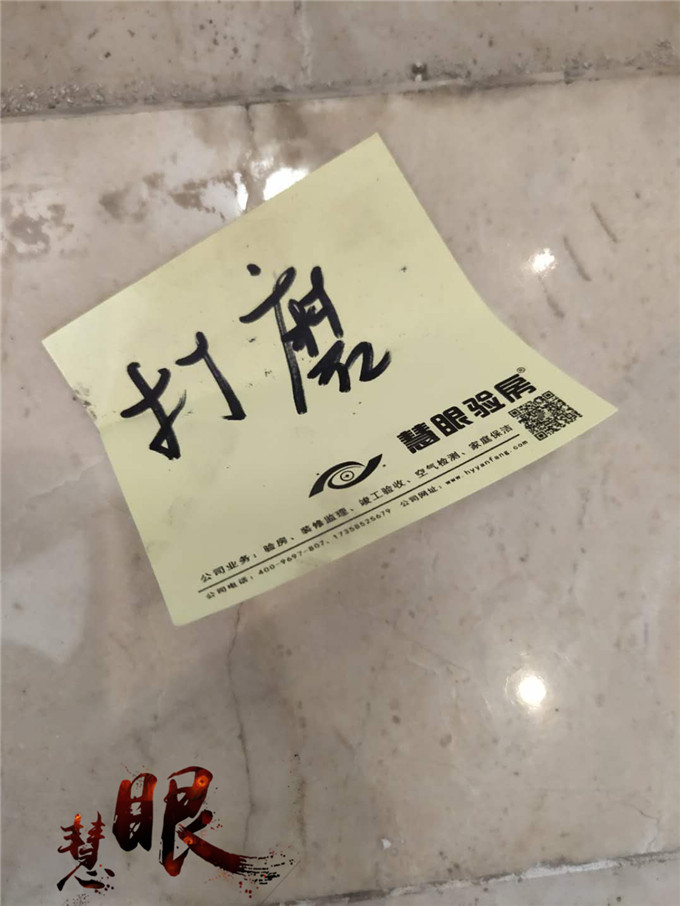 打磨
慧眼验房®
公司业务：验房、装修监理、竣工验收、空气检测、家庭保洁
公司电话：400-9697-807、17358525679 公司网址：www.hyyanfang.com
慧眼